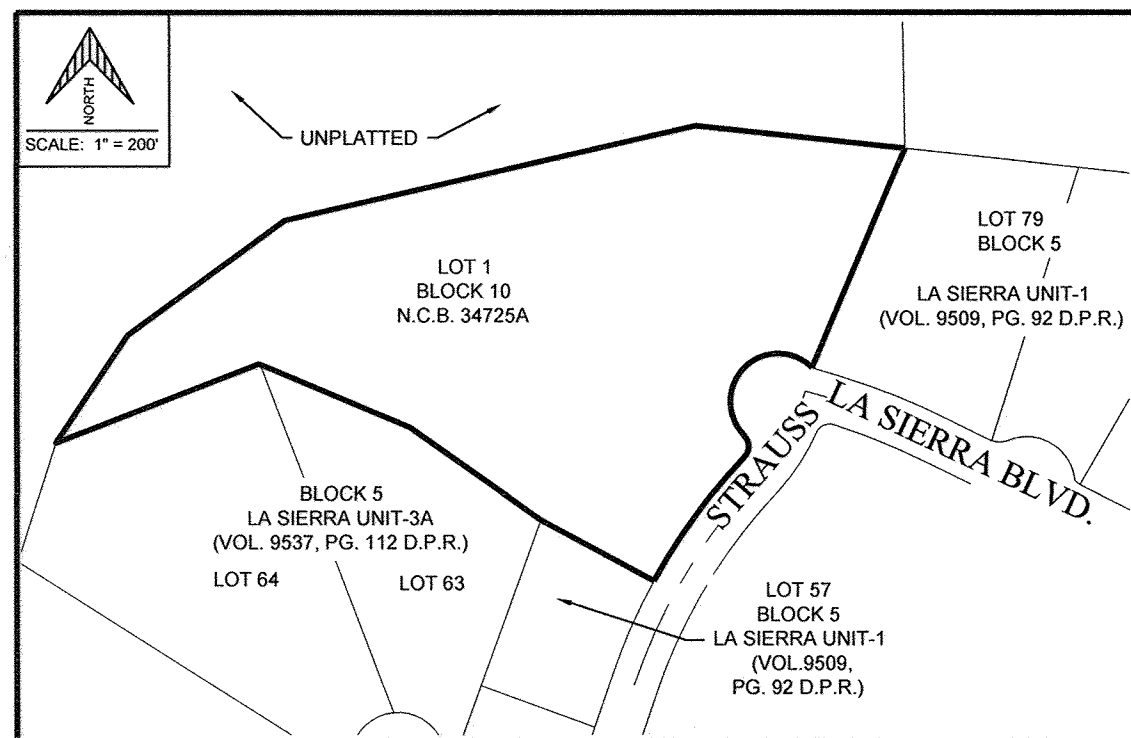 NORTH
SCALE: 1" = 200'
UNPLATTED
LOT 1
BLOCK 10
N.C.B. 34725A
LOT 79
BLOCK 5
LA SIERRA UNIT-1
(VOL. 9509, PG. 92 D.P.R.)
STRAUSS
LA SIERRA BLVD.
BLOCK 5
LA SIERRA UNIT-3A
(VOL. 9537, PG. 112 D.P.R.)
LOT 64
LOT 63
LOT 57
BLOCK 5
LA SIERRA UNIT-1
(VOL.9509,
PG. 92 D.P.R.)